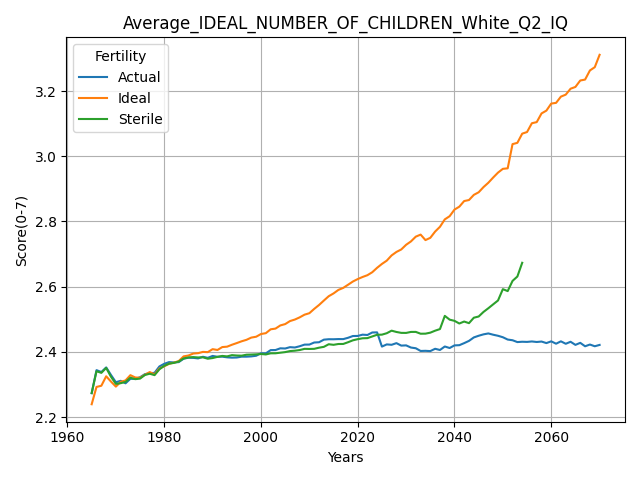 Average_IDEAL_NUMBER_OF_CHILDREN_White_Q2_IQ
Fertility
Actual
Ideal
Sterile
Score(0-7)
3.2
3.0
2.8
2.6
2.4
2.2
1960
1980
2000
2020
2040
2060
Years